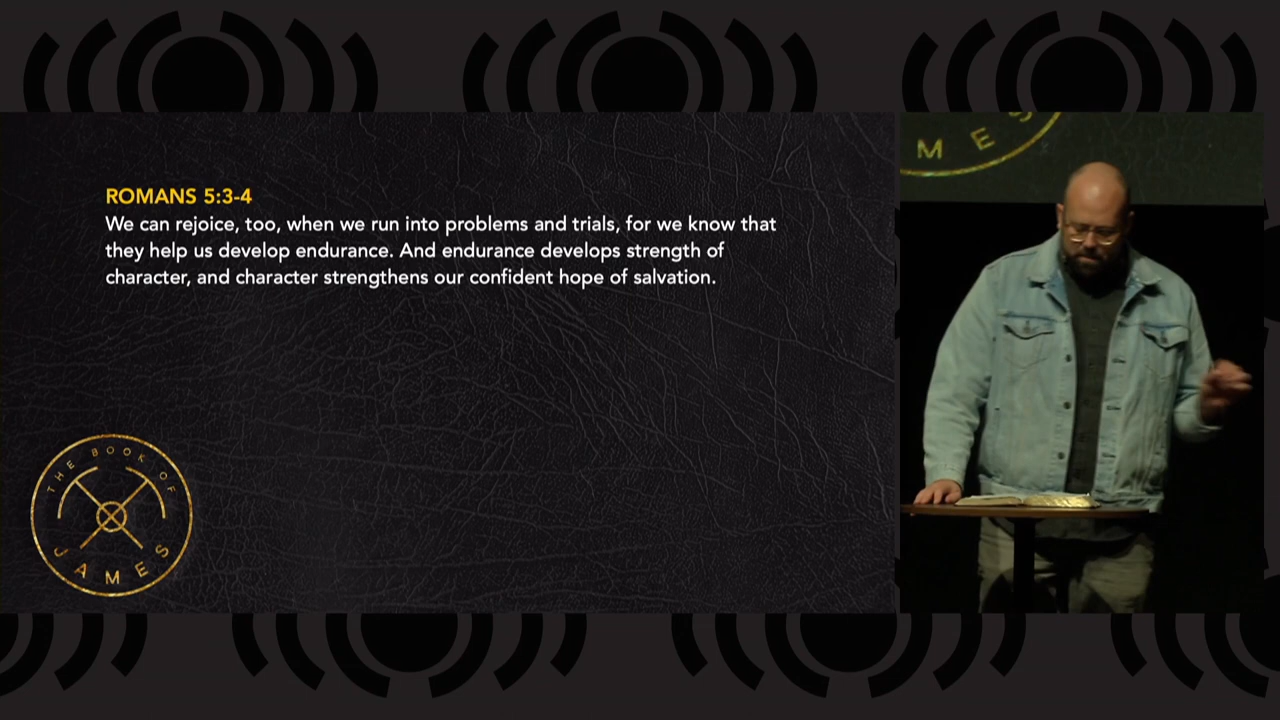 ROMANS 5:3-4
We can rejoice, too, when we run into problems and trials, for we know that
they help us develop endurance. And endurance develops strength of
character, and character strengthens our confident hope of salvation.
THE BOOK OF
JAMES
MES